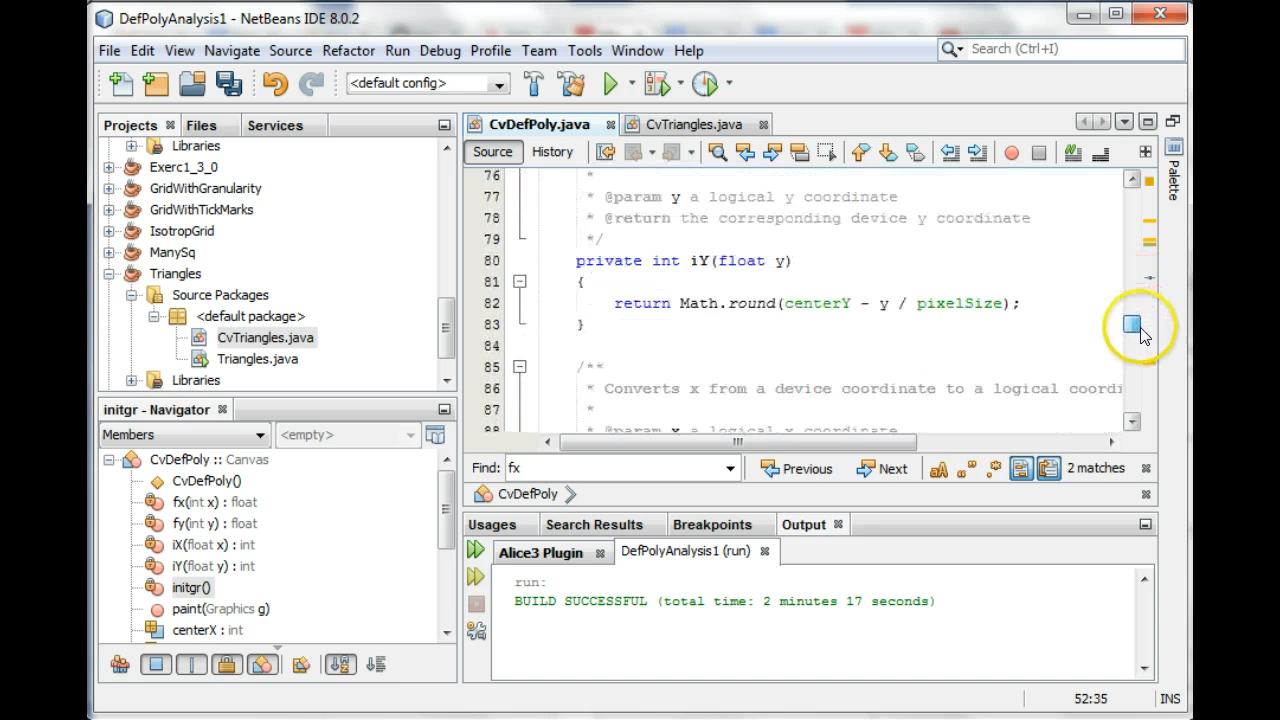 DefPolyAnalysis1 - NetBeans IDE 8.0.2
File Edit View Navigate Source Refactor Run Debug Profile Team Tools Window Help
Search (Ctrl+I)
<default config>
Projects Files Services
Libraries
Exerc1_3_0
GridWithGranularity
GridWithTickMarks
IsotropGrid
ManySq
Triangles
Source Packages
<default package>
CvTriangles.java
Triangles.java
Libraries
initgr - Navigator
Members <empty>
CvDefPoly :: Canvas
CvDefPoly()
fx(int x) : float
fy(int y) : float
iX(float x) : int
iY(float y) : int
initgr()
paint(Graphics g)
centerX : int
CvDefPoly.java CvTriangles.java
Source History
Palette
76 *
77 * @param y a logical y coordinate
78 * @return the corresponding device y coordinate
79 */
80 private int iY(float y)
81 {
82 return Math.round(centerY - y / pixelSize);
83 }
84
85 /**
86 * Converts x from a device coordinate to a logical coordi
87 *
88 * @param x a logical x coordinate
Find: fx Previous Next 2 matches
CvDefPoly
Usages Search Results Breakpoints Output
Alice3 Plugin DefPolyAnalysis1 (run)
run:
BUILD SUCCESSFUL (total time: 2 minutes 17 seconds)
52:35 INS